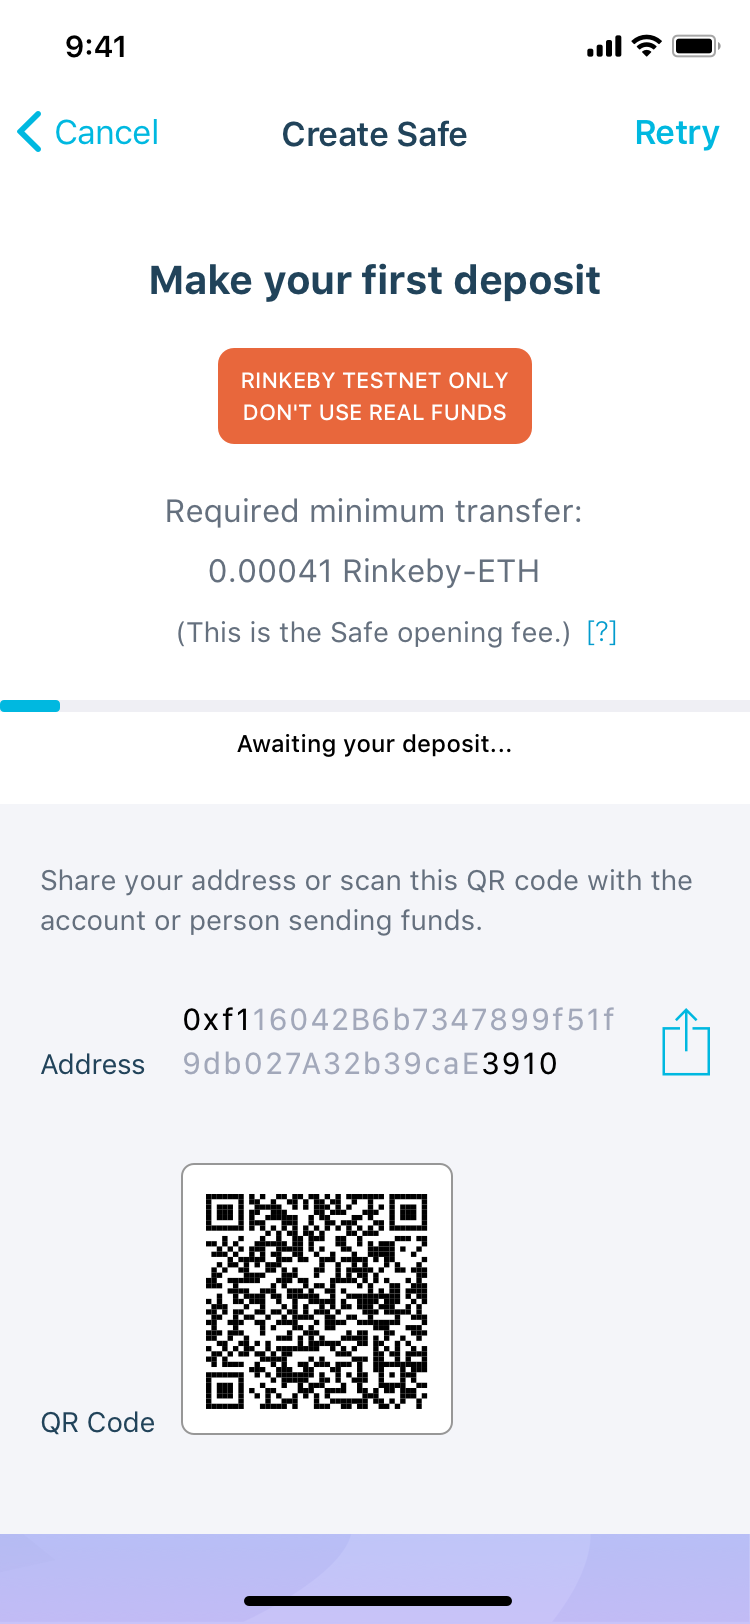 9:41
Cancel
Create Safe
Retry
Make your first deposit
RINKEBY TESTNET ONLY
DON'T USE REAL FUNDS
Required minimum transfer:
0.00041 Rinkeby-ETH
(This is the Safe opening fee.) [?]
Awaiting your deposit...
Share your address or scan this QR code with the
account or person sending funds.
0xf116042B6b7347899f51f
Address
9db027A32b39caE3910
QR Code